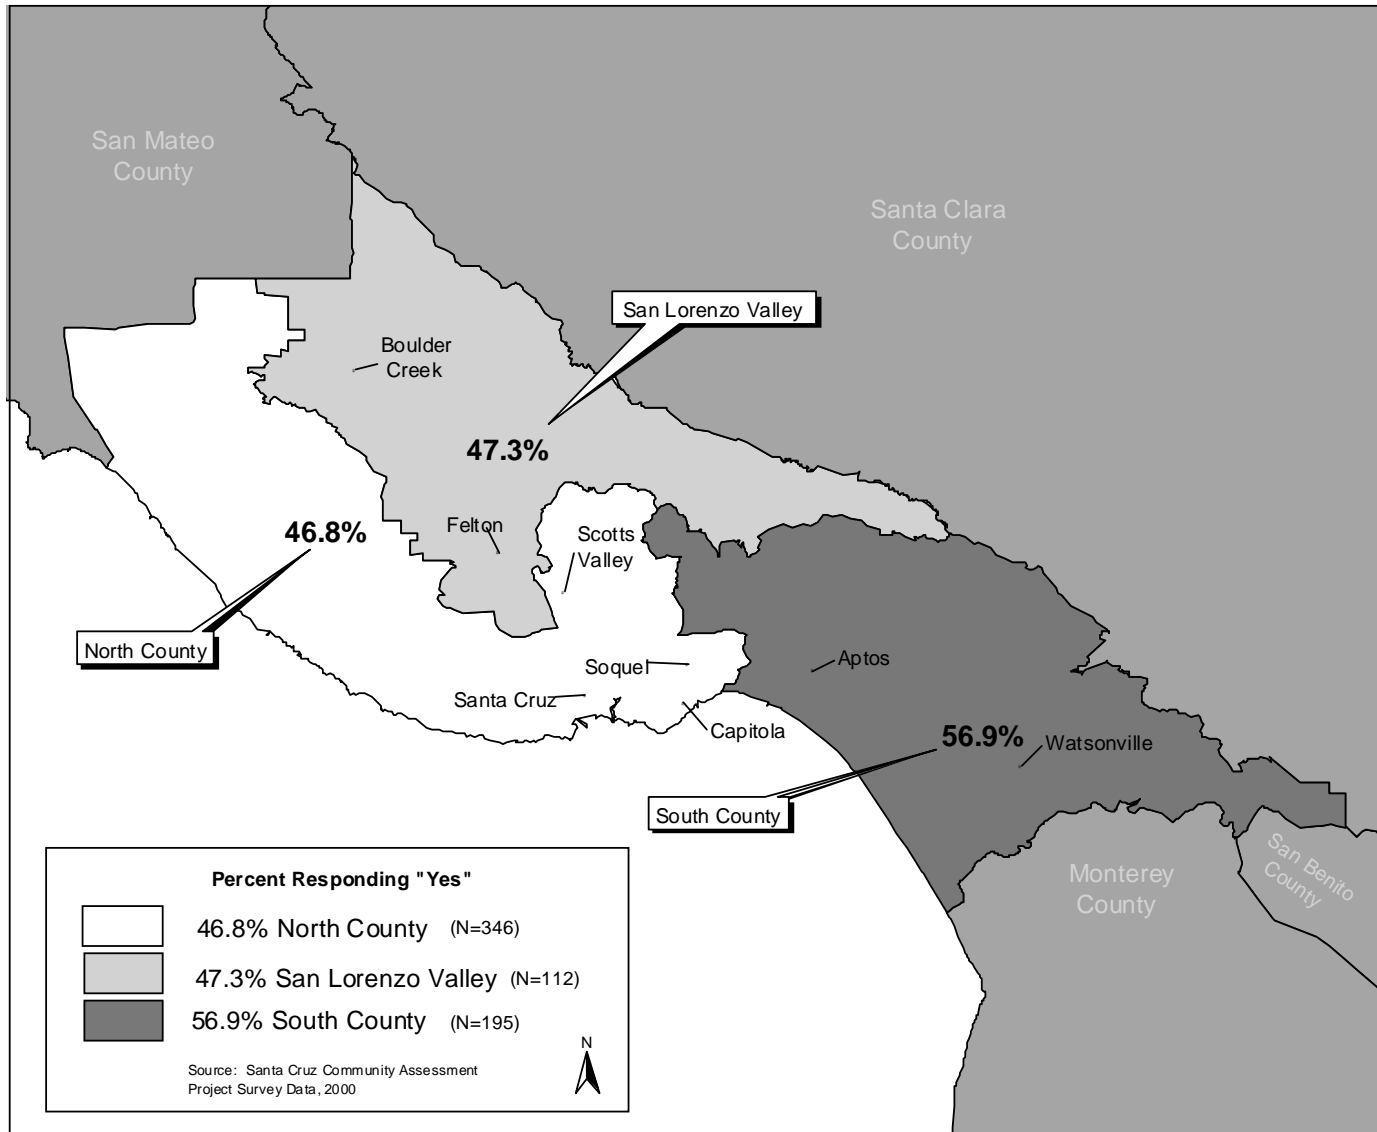 San Mateo
County
Santa Clara
County
San Lorenzo Valley
Boulder
Creek
47.3%
46.8%
Felton
Scotts
Valley
North County
Soquel
Aptos
Santa Cruz
Capitola
56.9%
Watsonville
South County
San Benito
County
Monterey
County
Percent Responding "Yes"
46.8% North County (N=346)
47.3% San Lorenzo Valley (N=112)
56.9% South County (N=195)
N
Source: Santa Cruz Community Assessment
Project Survey Data, 2000